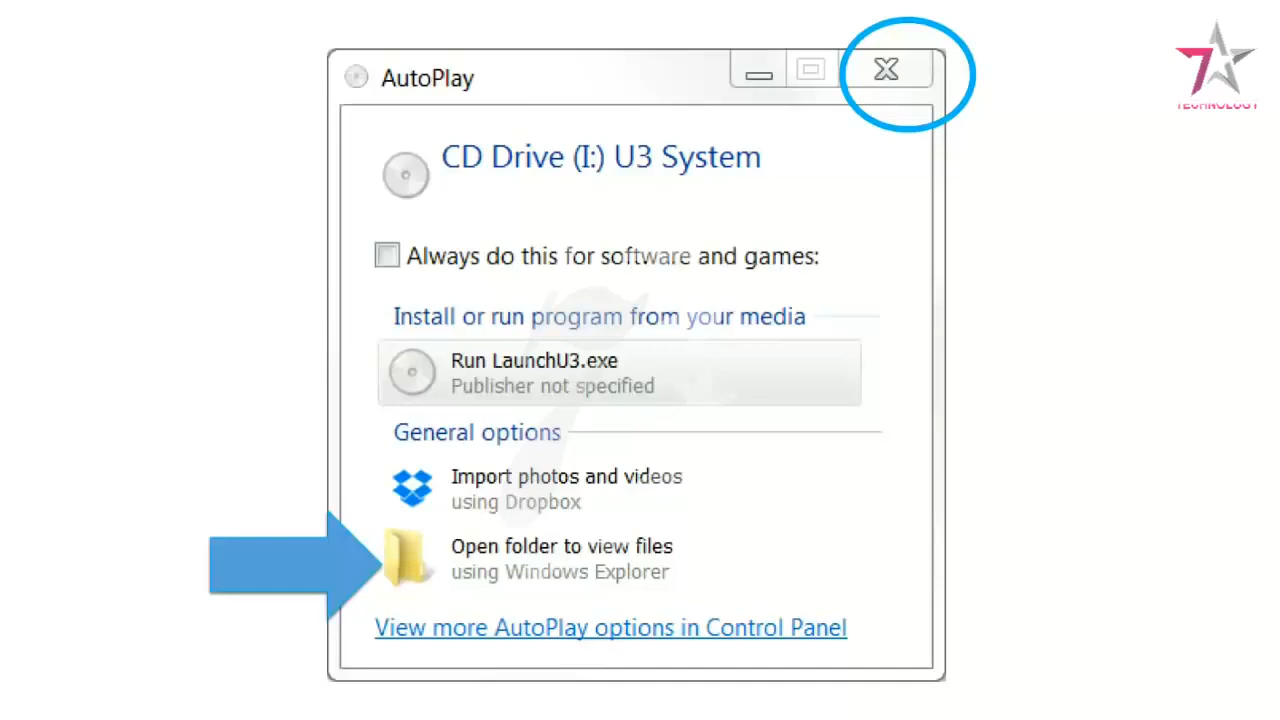 AutoPlay
CD Drive (I:) U3 System
Always do this for software and games:
Install or run program from your media
Run LaunchU3.exe
Publisher not specified
General options
Import photos and videos
using Dropbox
Open folder to view files
using Windows Explorer
View more AutoPlay options in Control Panel
7
TECHNOLOGY